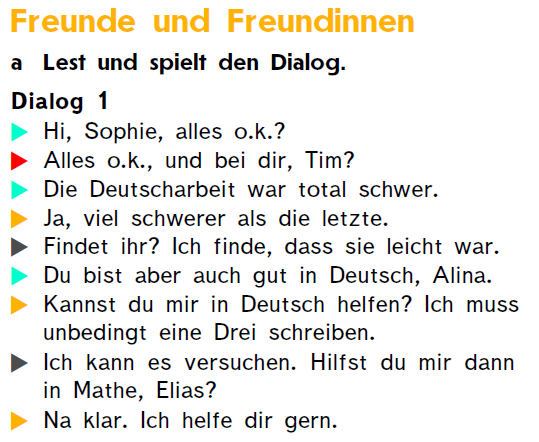 Freunde und Freundinnen
a Lest und spielt den Dialog.
Dialog 1
Hi, Sophie, alles o.k.?
Alles o.k., und bei dir, Tim?
Die Deutscharbeit war total schwer.
Ja, viel schwerer als die letzte.
Findet ihr? Ich finde, dass sie leicht war.
Du bist aber auch gut in Deutsch, Alina.
Kannst du mir in Deutsch helfen? Ich muss
unbedingt eine Drei schreiben.
Ich kann es versuchen. Hilfst du mir dann
in Mathe, Elias?
Na klar. Ich helfe dir gern.